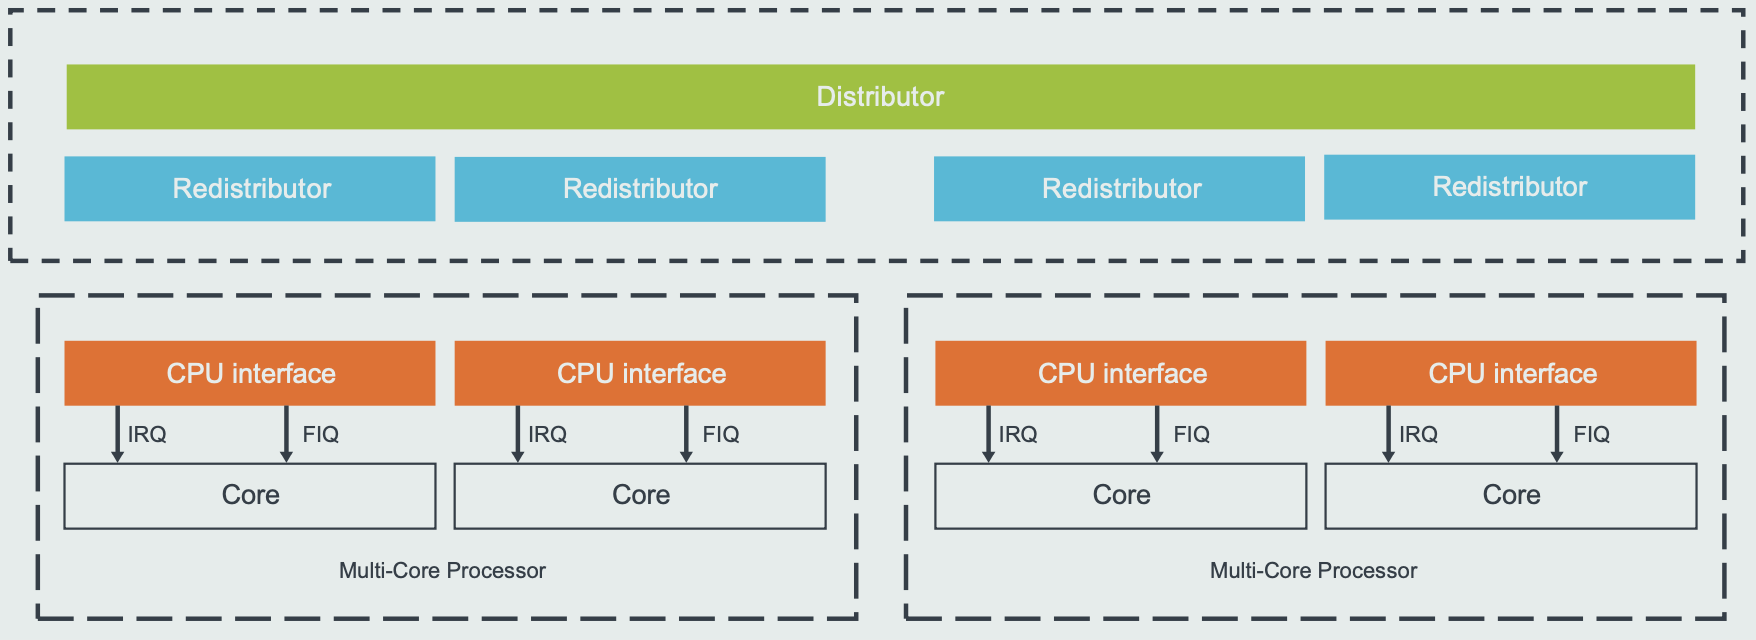 Distributor
Redistributor
Redistributor
Redistributor
Redistributor
CPU interface
CPU interface
CPU interface
CPU interface
IRQ
FIQ
IRQ
FIQ
IRQ
FIQ
IRQ
FIQ
Core
Core
Core
Core
Multi-Core Processor
Multi-Core Processor